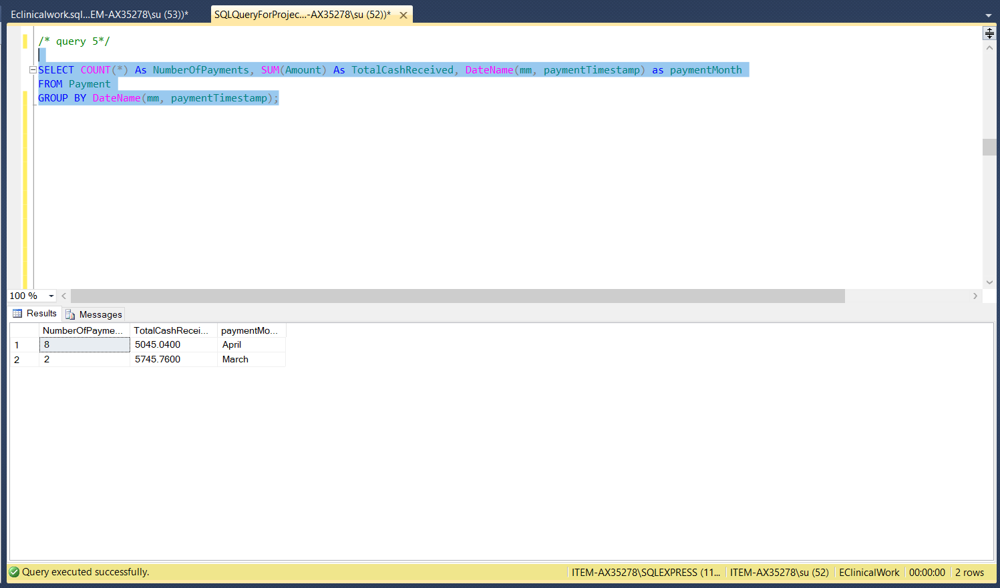 Eclinicalwork.sql...EM-AX35278\su (53))* SQLQueryForProjec...-AX35278\su (52))*
/* query 5*/
SELECT COUNT(*) As NumberOfPayments, SUM(Amount) As TotalCashReceived, DateName(mm, paymentTimestamp) as paymentMonth
FROM Payment
GROUP BY DateName(mm, paymentTimestamp);
100 %
Results Messages
NumberOfPayme... TotalCashRecei... paymentMo...
1 8 5045.0400 April
2 2 5745.7600 March
Query executed successfully. ITEM-AX35278\SQLEXPRESS (11... ITEM-AX35278\su (52) EClinicalWork 00:00:00 2 rows